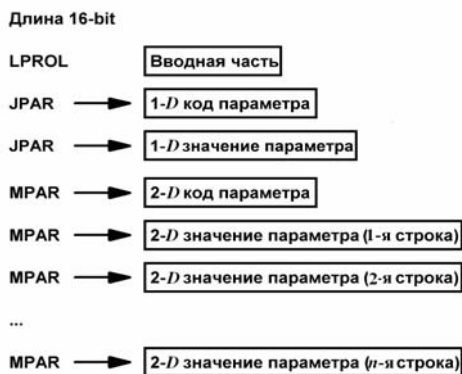 Длина 16-bit
LPROL Вводная часть
JPAR 1-D код параметра
JPAR 1-D значение параметра
MPAR 2-D код параметра
MPAR 2-D значение параметра (1-я строка)
MPAR 2-D значение параметра (2-я строка)
...
MPAR 2-D значение параметра (n-я строка)